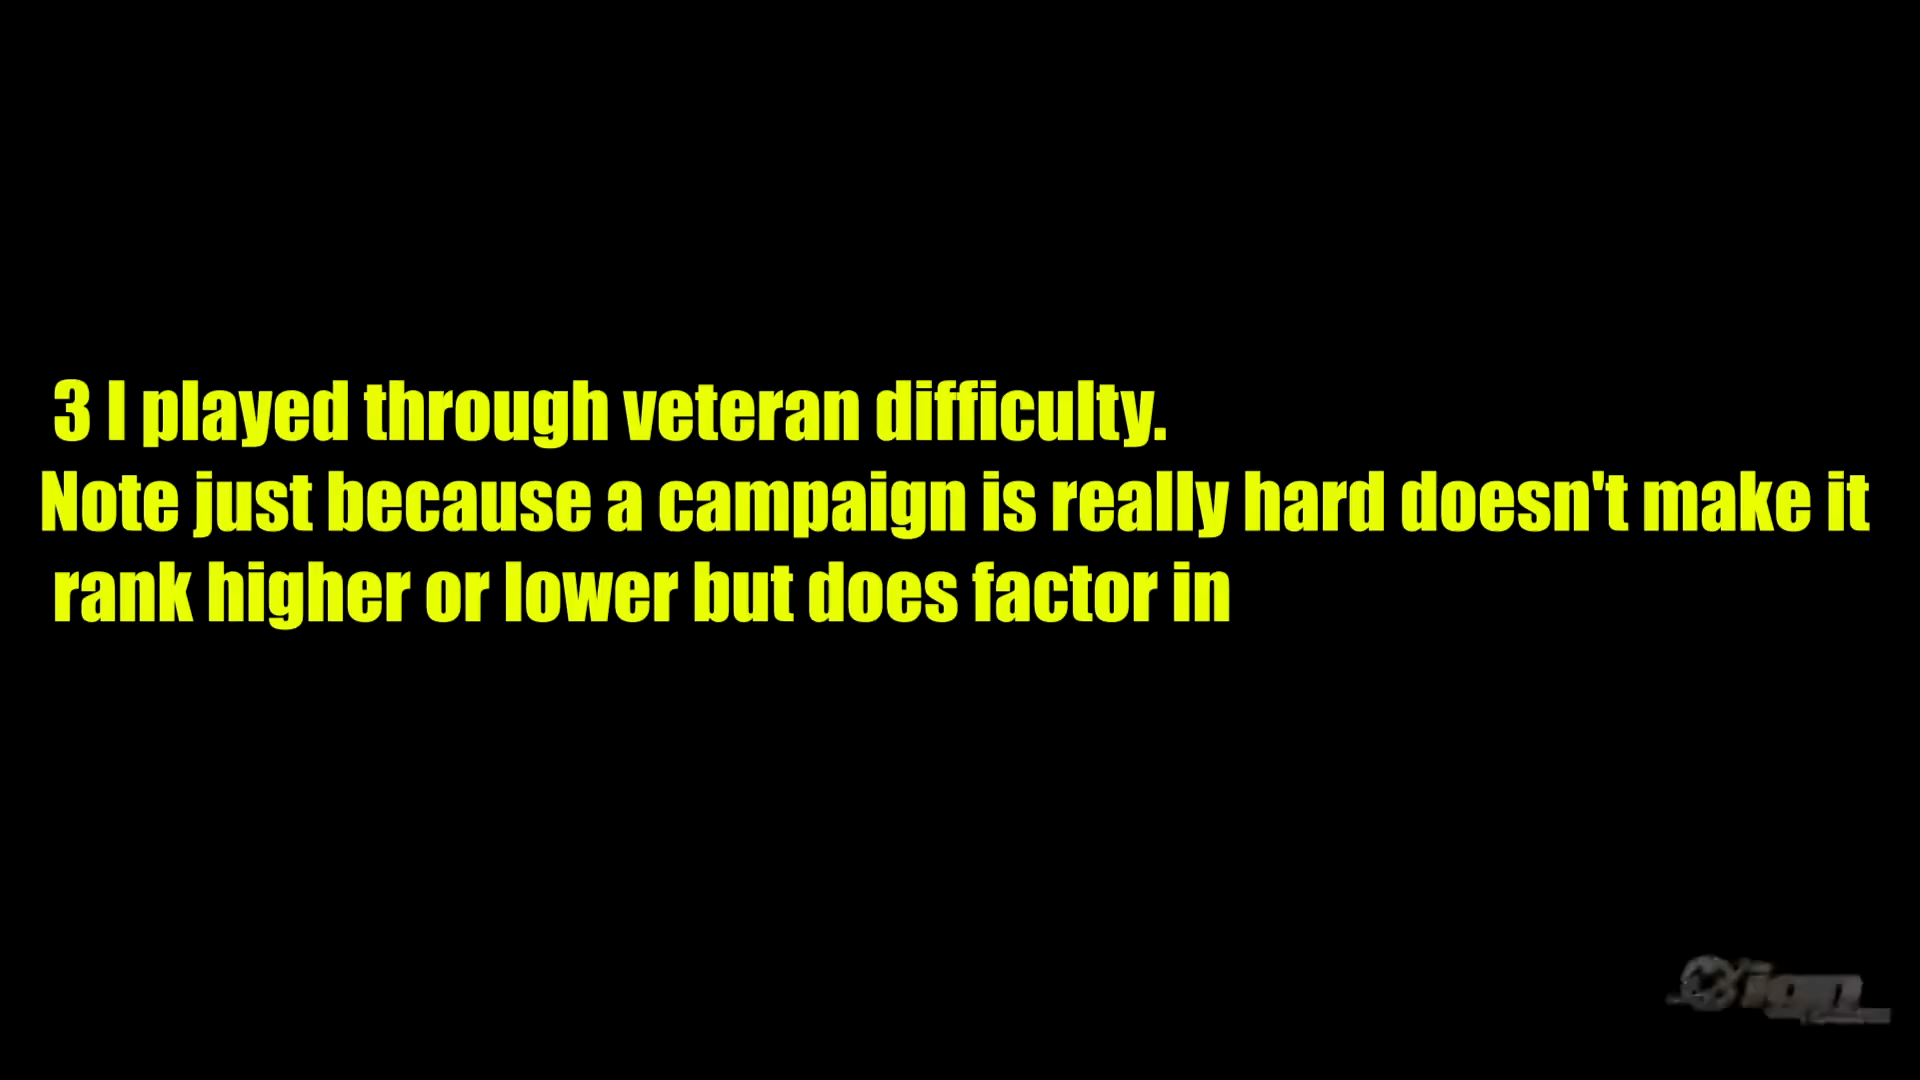 3 I played through veteran difficulty.
Note just because a campaign is really hard doesn't make it
rank higher or lower but does factor in
ign